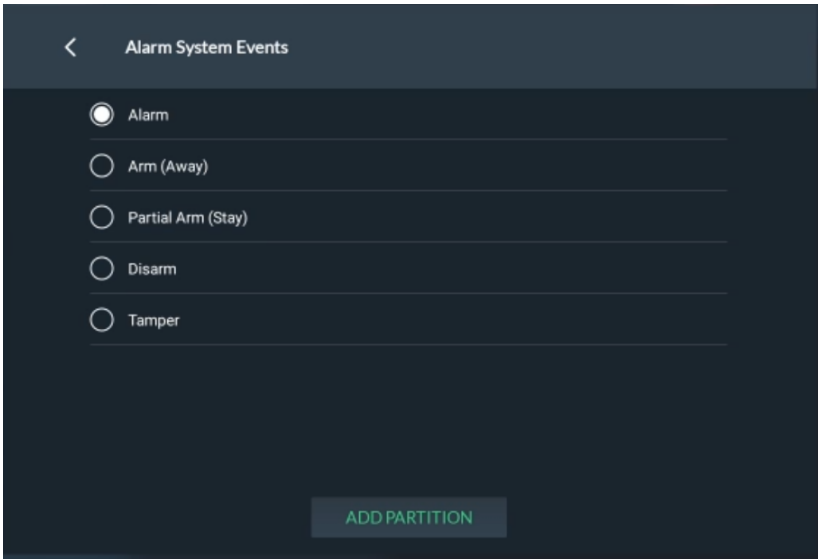 Alarm System Events
Alarm
Arm (Away)
Partial Arm (Stay)
Disarm
Tamper
ADD PARTITION